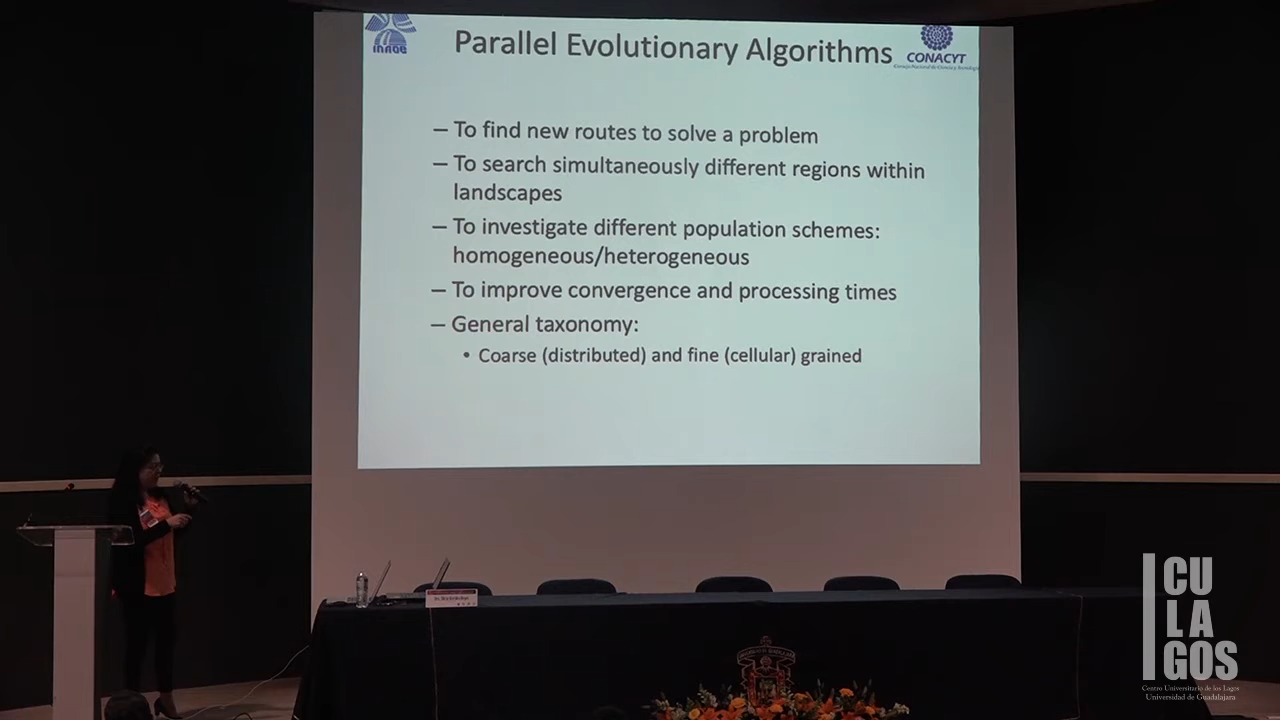 INAOE
Parallel Evolutionary Algorithms
CONACYT
– To find new routes to solve a problem
– To search simultaneously different regions within
landscapes
– To investigate different population schemes:
homogeneous/heterogeneous
– To improve convergence and processing times
– General taxonomy:
• Coarse (distributed) and fine (cellular) grained
CU
LA
GOS
Centro Universitario de los Lagos
Universidad de Guadalajara